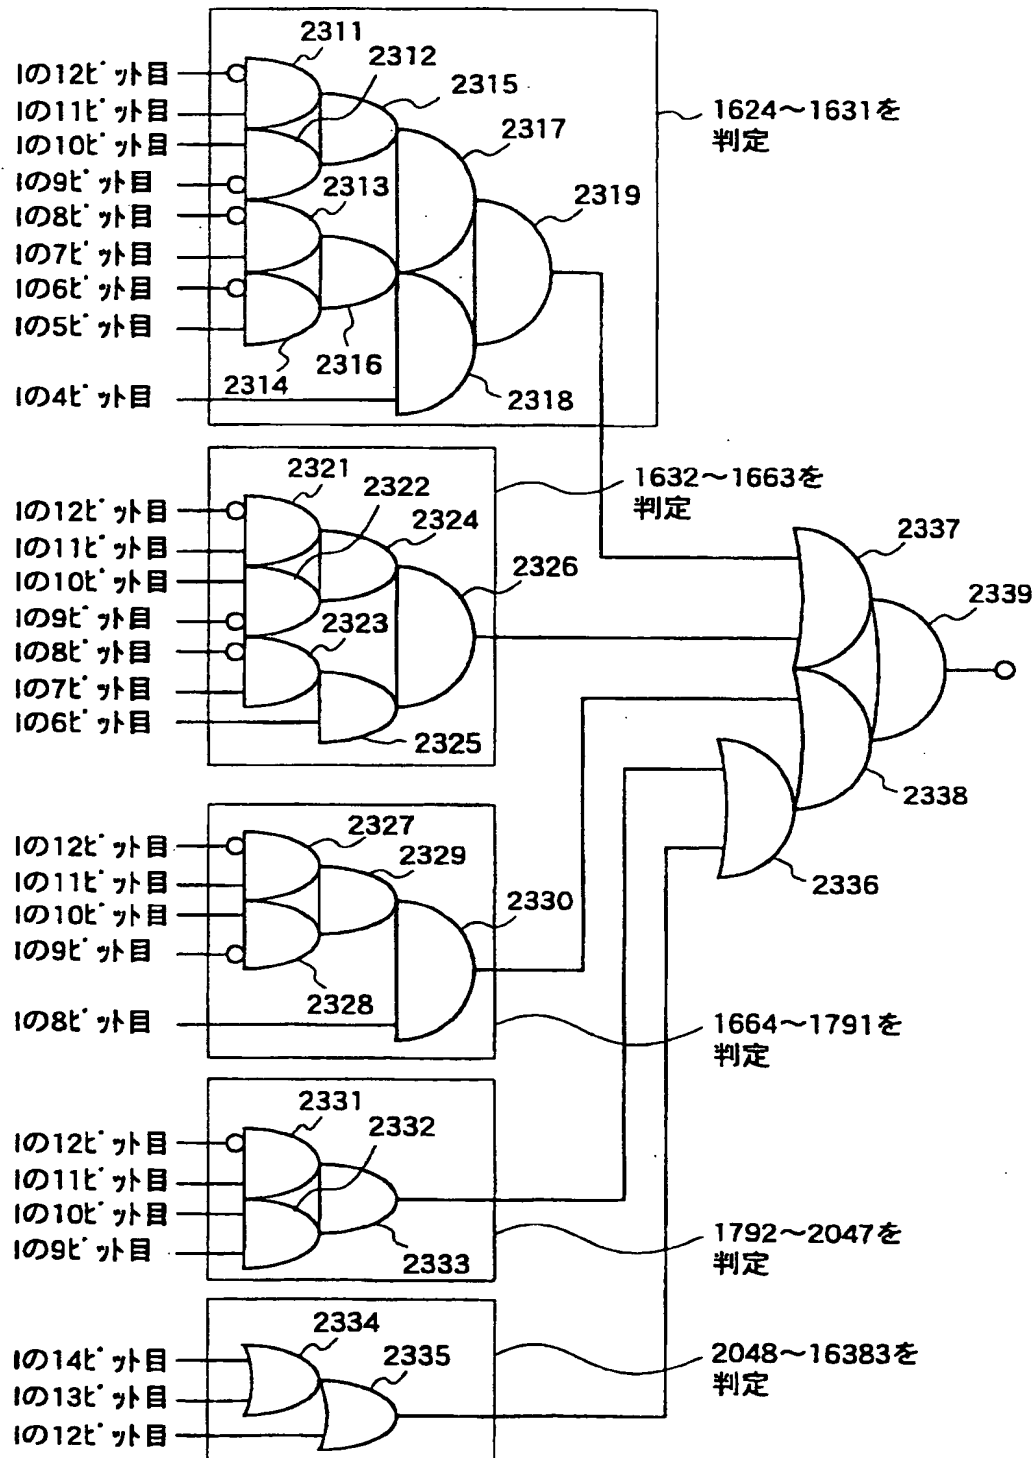 2311
Iの12ビット目
2312
2315
Iの11ビット目
1624～1631を
判定
Iの10ビット目
2317
Iの9ビット目
2313
2319
Iの8ビット目
Iの7ビット目
Iの6ビット目
Iの5ビット目
2316
2314
2318
Iの4ビット目
2321
2322
1632～1663を
判定
Iの12ビット目
2324
Iの11ビット目
2326
2337
Iの10ビット目
2339
Iの9ビット目
2323
Iの8ビット目
Iの7ビット目
Iの6ビット目
2325
2338
2327
Iの12ビット目
2329
Iの11ビット目
2336
Iの10ビット目
2330
Iの9ビット目
2328
Iの8ビット目
1664～1791を
判定
2331
2332
Iの12ビット目
Iの11ビット目
Iの10ビット目
Iの9ビット目
2333
1792～2047を
判定
2334
2335
2048～16383を
判定
Iの14ビット目
Iの13ビット目
Iの12ビット目